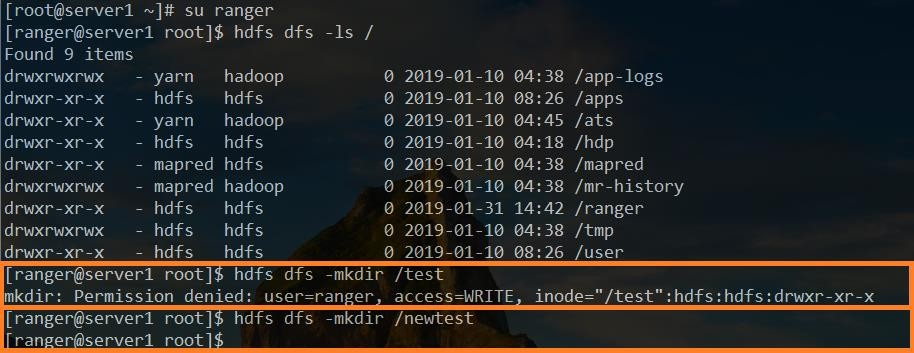 [root@server1 ~]# su ranger
[ranger@server1 root]$ hdfs dfs -ls /
Found 9 items
drwxrwxrwx   - yarn   hadoop          0 2019-01-10 04:38 /app-logs
drwxr-xr-x   - hdfs   hdfs            0 2019-01-10 08:26 /apps
drwxr-xr-x   - yarn   hadoop          0 2019-01-10 04:45 /ats
drwxr-xr-x   - hdfs   hdfs            0 2019-01-10 04:18 /hdp
drwxr-xr-x   - mapred hdfs            0 2019-01-10 04:38 /mapred
drwxrwxrwx   - mapred hadoop          0 2019-01-10 04:38 /mr-history
drwxr-xr-x   - hdfs   hdfs            0 2019-01-31 14:42 /ranger
drwxrwxrwx   - hdfs   hdfs            0 2019-01-10 04:38 /tmp
drwxr-xr-x   - hdfs   hdfs            0 2019-01-10 08:26 /user
[ranger@server1 root]$ hdfs dfs -mkdir /test
mkdir: Permission denied: user=ranger, access=WRITE, inode="/test":hdfs:hdfs:drwxr-xr-x
[ranger@server1 root]$ hdfs dfs -mkdir /newtest
[ranger@server1 root]$